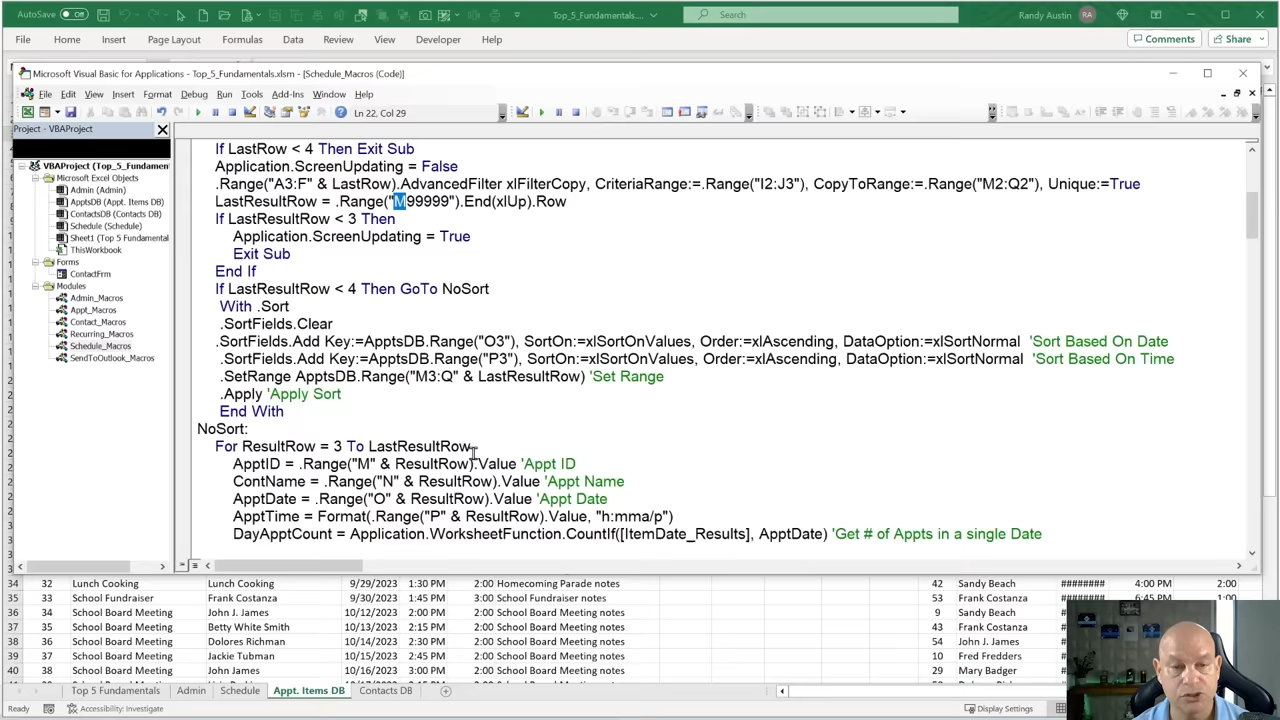 AutoSave Off
Top_5_Fundamentals....
Search
Randy Austin
RA
File Home Insert Page Layout Formulas Data Review View Developer Help
Comments
Share
Microsoft Visual Basic for Applications - Top_5_Fundamentals.xlsm - [Schedule_Macros (Code)]
File Edit View Insert Format Debug Run Tools Add-Ins Window Help
Ln 22, Col 29
Project - VBAProject
VBAProject (Top_5_Fundamen
Microsoft Excel Objects
Admin (Admin)
ApptsDB (Appt. Items DB)
ContactsDB (Contacts DB)
Schedule (Schedule)
Sheet1 (Top 5 Fundamental
ThisWorkbook
Forms
ContactFrm
Modules
Admin_Macros
Appt_Macros
Contact_Macros
Recurring_Macros
Schedule_Macros
SendToOutlook_Macros
If LastRow < 4 Then Exit Sub
Application.ScreenUpdating = False
.Range("A3:F" & LastRow).AdvancedFilter xlFilterCopy, CriteriaRange:=.Range("I2:J3"), CopyToRange:=.Range("M2:Q2"), Unique:=True
LastResultRow = .Range("M99999").End(xlUp).Row
If LastResultRow < 3 Then
Application.ScreenUpdating = True
Exit Sub
End If
If LastResultRow < 4 Then GoTo NoSort
With .Sort
.SortFields.Clear
.SortFields.Add Key:=ApptsDB.Range("O3"), SortOn:=xlSortOnValues, Order:=xlAscending, DataOption:=xlSortNormal 'Sort Based On Date
.SortFields.Add Key:=ApptsDB.Range("P3"), SortOn:=xlSortOnValues, Order:=xlAscending, DataOption:=xlSortNormal 'Sort Based On Time
.SetRange ApptsDB.Range("M3:Q" & LastResultRow) 'Set Range
.Apply 'Apply Sort
End With
NoSort:
For ResultRow = 3 To LastResultRow
ApptID = .Range("M" & ResultRow).Value 'Appt ID
ContName = .Range("N" & ResultRow).Value 'Appt Name
ApptDate = .Range("O" & ResultRow).Value 'Appt Date
ApptTime = Format(.Range("P" & ResultRow).Value, "h:mma/p")
DayApptCount = Application.WorksheetFunction.CountIf([ItemDate_Results], ApptDate) 'Get # of Appts in a single Date
34 32 Lunch Cooking Lunch Cooking 9/29/2023 1:30 PM 2:00 Homecoming Parade notes 42 Sandy Beach ######## 4:00 PM 2:00
35 33 School Fundraiser Frank Costanza 9/30/2023 1:45 PM 3:00 School Fundraiser notes 53 Frank Costanza ######## 6:45 PM 1:00
36 34 School Board Meeting John J. James 10/12/2023 2:00 PM School Board Meeting notes 9 Sandy Beach
37 35 School Board Meeting Betty White Smith 10/13/2023 2:15 PM School Board Meeting notes 43 Frank Costanza
38 36 School Board Meeting Dolores Richman 10/14/2023 2:30 PM School Board Meeting notes 54 John J. James
39 37 School Board Meeting Jackie Tubman 10/15/2023 2:45 PM School Board Meeting notes 10 Fred Fredders
40 38 School Board Meeting John James 10/16/2023 3:00 PM School Board Meeting notes 29 Mary Badger
Top 5 Fundamentals Admin Schedule Appt. Items DB Contacts DB
Ready
Accessibility: Investigate
Display Settings